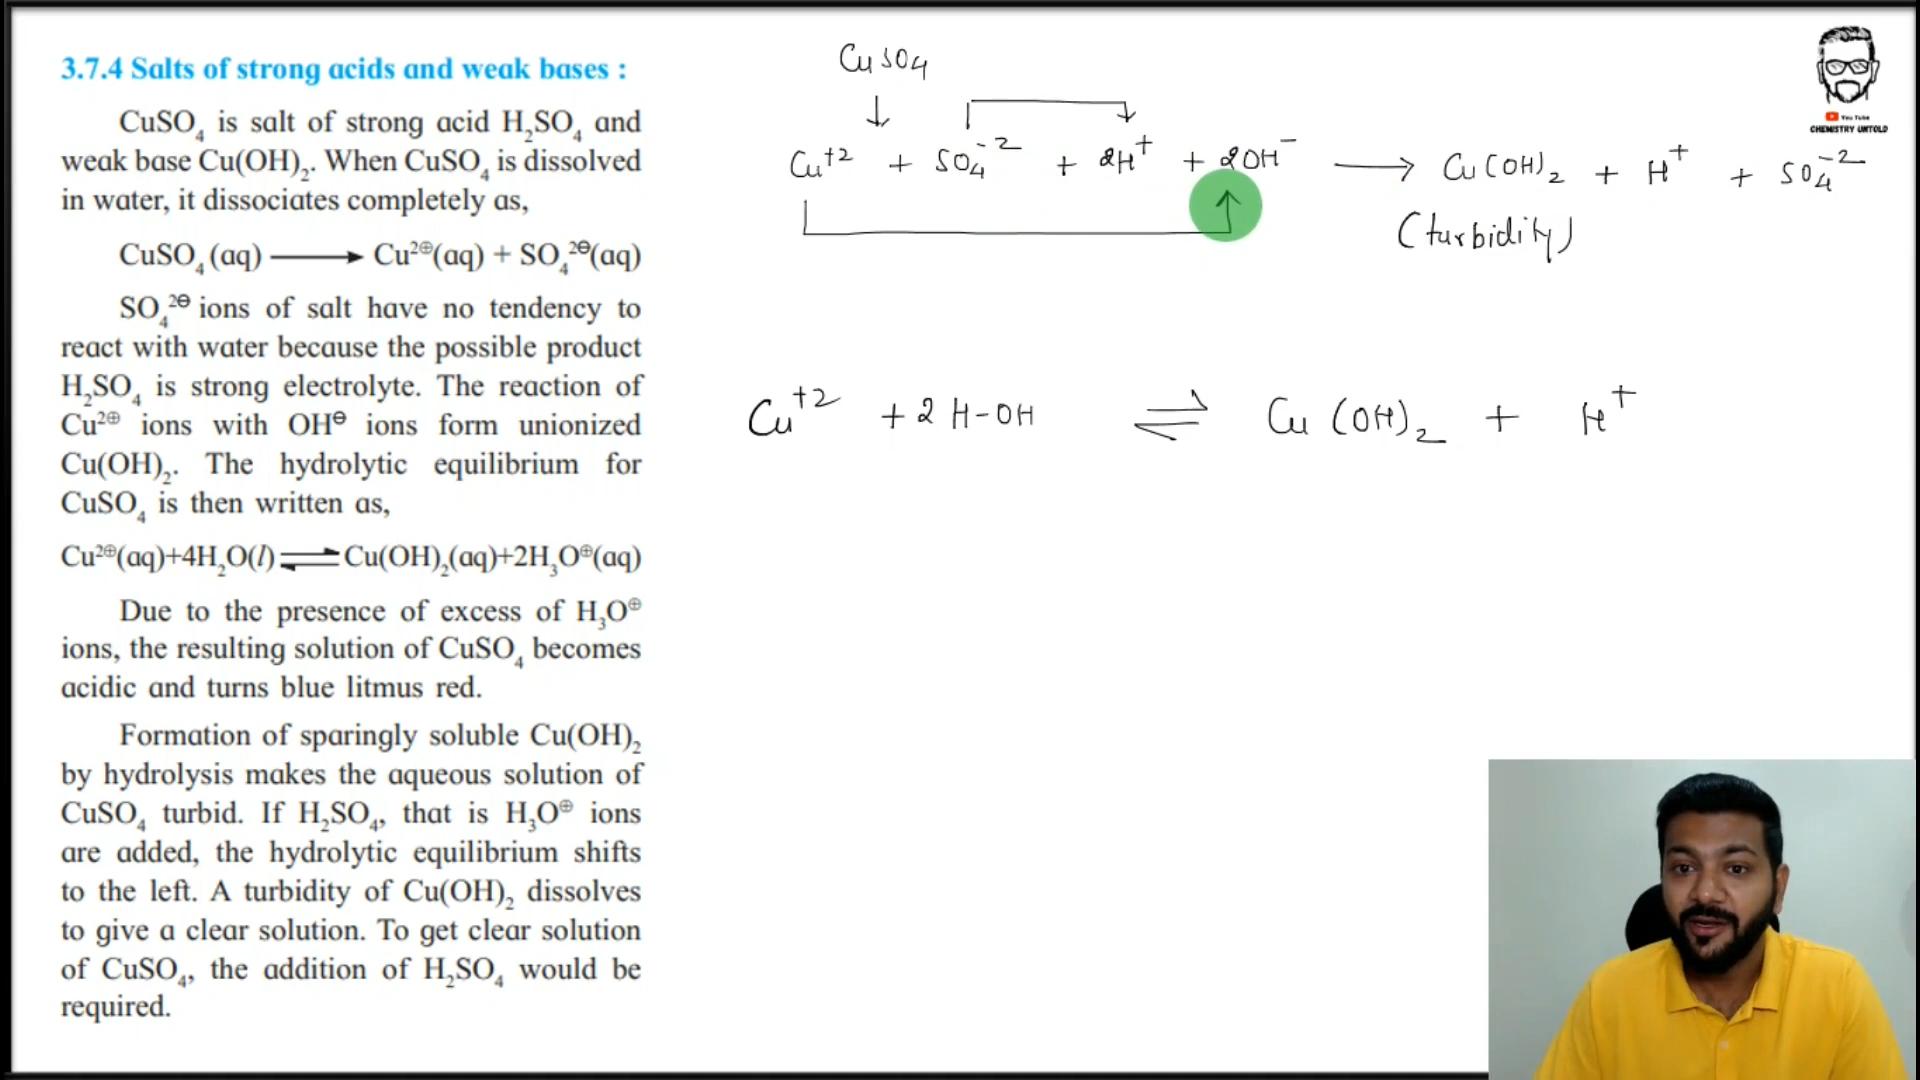 3.7.4 Salts of strong acids and weak bases :
CuSO₄ is salt of strong acid H₂SO₄ and
weak base Cu(OH)₂. When CuSO₄ is dissolved
in water, it dissociates completely as,
CuSO₄ (aq) ⟶ Cu²⊕(aq) + SO₄²⊖(aq)
SO₄²⊖ ions of salt have no tendency to
react with water because the possible product
H₂SO₄ is strong electrolyte. The reaction of
Cu²⊕ ions with OH⊖ ions form unionized
Cu(OH)₂. The hydrolytic equilibrium for
CuSO₄ is then written as,
Cu²⊕(aq)+4H₂O(l) ⇌ Cu(OH)₂(aq)+2H₃O⊕(aq)
Due to the presence of excess of H₃O⊕
ions, the resulting solution of CuSO₄ becomes
acidic and turns blue litmus red.
Formation of sparingly soluble Cu(OH)₂
by hydrolysis makes the aqueous solution of
CuSO₄ turbid. If H₂SO₄, that is H₃O⊕ ions
are added, the hydrolytic equilibrium shifts
to the left. A turbidity of Cu(OH)₂ dissolves
to give a clear solution. To get clear solution
of CuSO₄, the addition of H₂SO₄ would be
required.
CuSO4
↓
Cu⁺² + SO₄⁻² + 2H⁺ + 2OH⁻ ⟶ Cu(OH)₂ + H⁺ + SO₄⁻²
(turbidity)
Cu⁺² + 2 H-OH ⇌ Cu (OH)₂ + H⁺
You Tube
CHEMISTRY UNTOLD